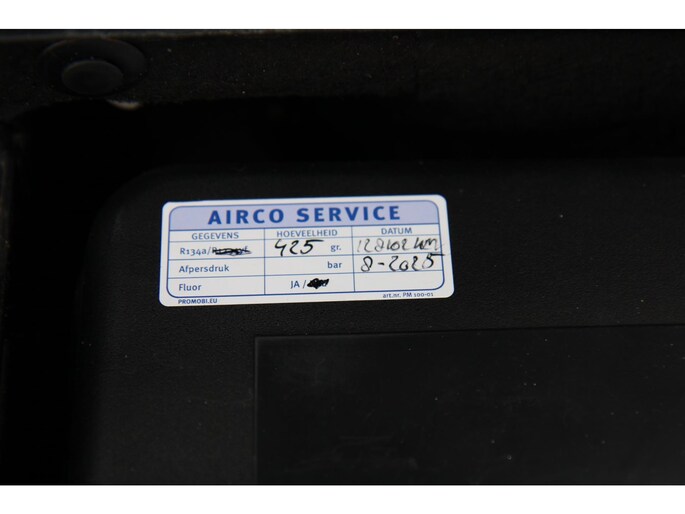 AIRCO SERVICE
GEGEVENS HOEVEELHEID DATUM
R134a/ 425 gr. 128102 KM
Afpersdruk bar 8-2025
Fluor JA /
PROMOBI.EU art.nr. PM 100-01